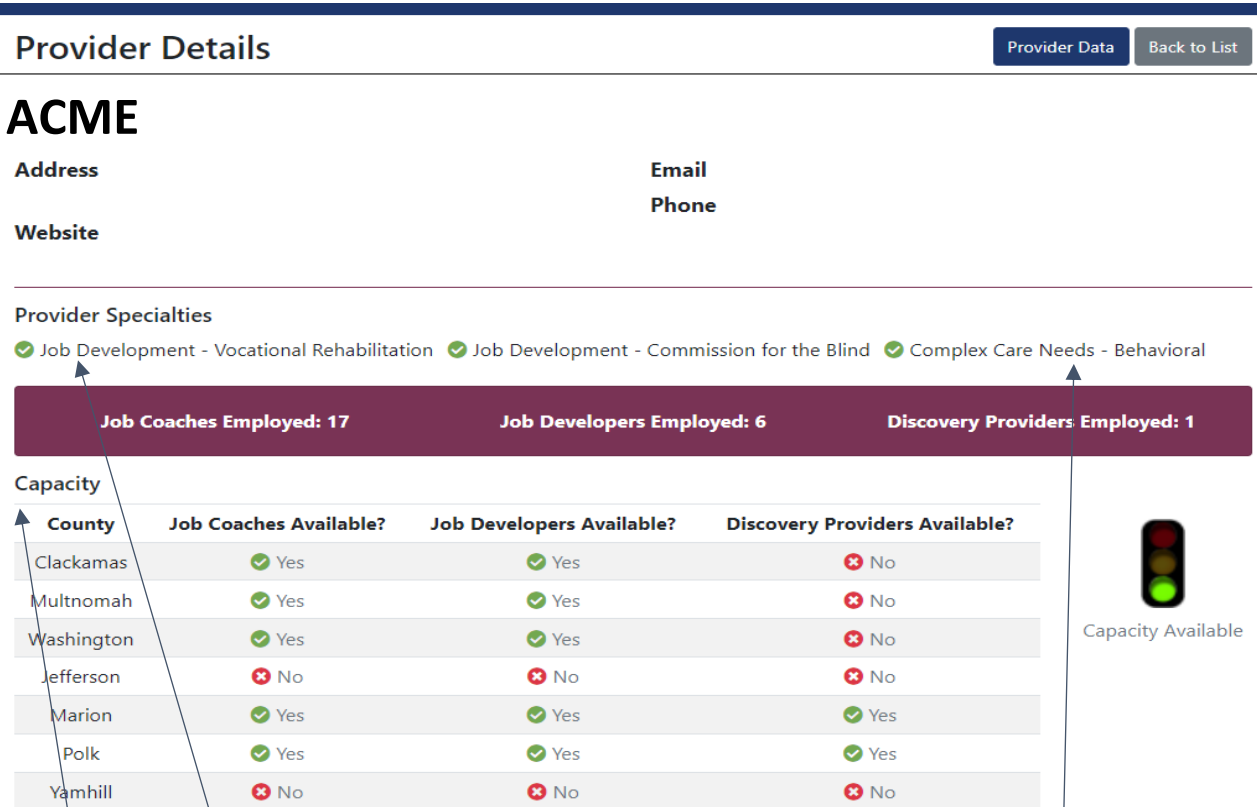 Provider Details
Provider Data
Back to List
ACME
Address
Email
Phone
Website
Provider Specialties
Job Development - Vocational Rehabilitation Job Development - Commission for the Blind Complex Care Needs - Behavioral
Job Coaches Employed: 17 Job Developers Employed: 6 Discovery Providers Employed: 1
Capacity
County Job Coaches Available? Job Developers Available? Discovery Providers Available?
Clackamas Yes Yes No
Multnomah Yes Yes No
Washington Yes Yes No
Jefferson No No No
Marion Yes Yes Yes
Polk Yes Yes Yes
Yamhill No No No
Capacity Available